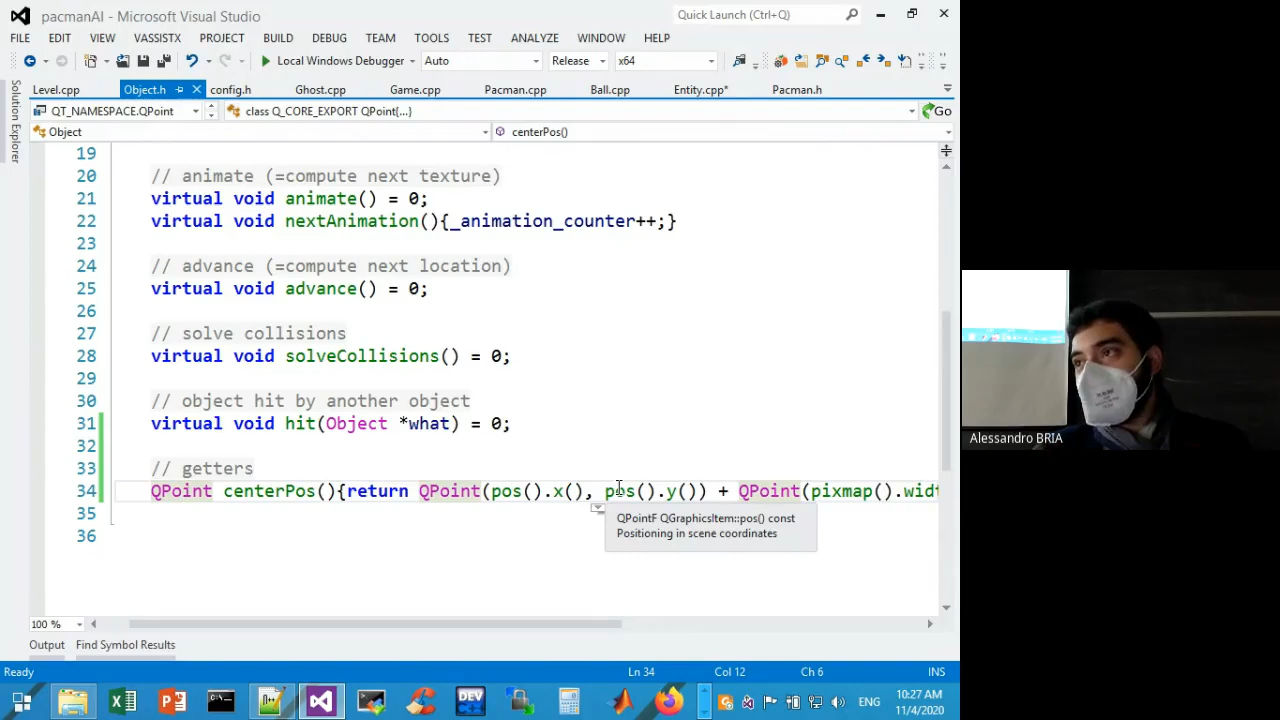 pacmanAI - Microsoft Visual Studio
Quick Launch (Ctrl+Q)
FILE EDIT VIEW VASSISTX PROJECT BUILD DEBUG TEAM TOOLS TEST ANALYZE WINDOW HELP
Local Windows Debugger Auto Release x64
Solution Explorer
Level.cpp Object.h config.h Ghost.cpp Game.cpp Pacman.cpp Ball.cpp Entity.cpp* Pacman.h
QT_NAMESPACE.QPoint class Q_CORE_EXPORT QPoint{...} Go
Object centerPos()
19
20 // animate (=compute next texture)
21 virtual void animate() = 0;
22 virtual void nextAnimation(){_animation_counter++;}
23
24 // advance (=compute next location)
25 virtual void advance() = 0;
26
27 // solve collisions
28 virtual void solveCollisions() = 0;
29
30 // object hit by another object
31 virtual void hit(Object *what) = 0;
32
33 // getters
34 QPoint centerPos(){return QPoint(pos().x(), pos().y()) + QPoint(pixmap().widt
35
QPointF QGraphicsItem::pos() const
Positioning in scene coordinates
36
100 %
Output Find Symbol Results
Ready Ln 34 Col 12 Ch 6 INS
DEV
ENG
10:27 AM
11/4/2020
Alessandro BRIA